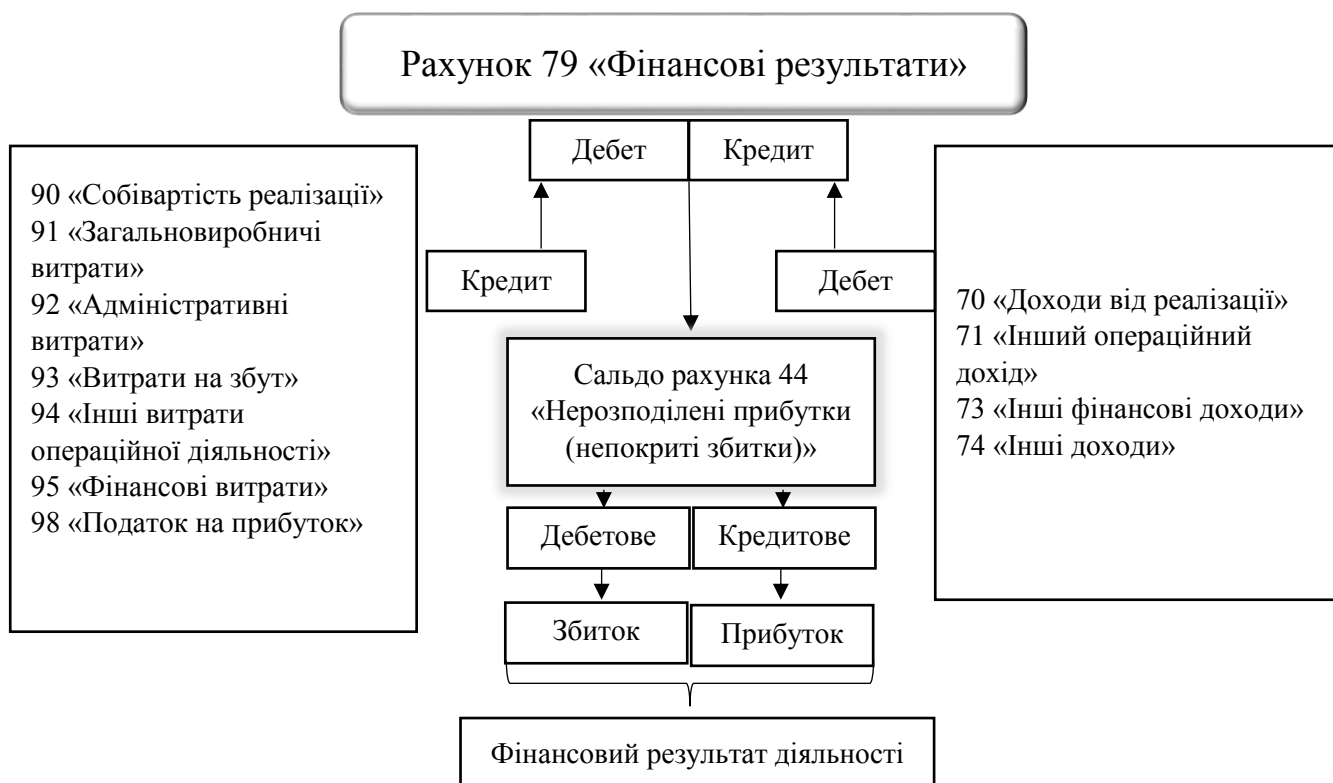 Рахунок 79 «Фінансові результати»
Дебет
Кредит
90 «Собівартість реалізації»
91 «Загальновиробничі
витрати»
92 «Адміністративні
витрати»
93 «Витрати на збут»
94 «Інші витрати
операційної діяльності»
95 «Фінансові витрати»
98 «Податок на прибуток»
Кредит
Дебет
70 «Доходи від реалізації»
71 «Інший операційний
дохід»
73 «Інші фінансові доходи»
74 «Інші доходи»
Сальдо рахунка 44
«Нерозподілені прибутки
(непокриті збитки)»
Дебетове
Кредитове
Збиток
Прибуток
Фінансовий результат діяльності